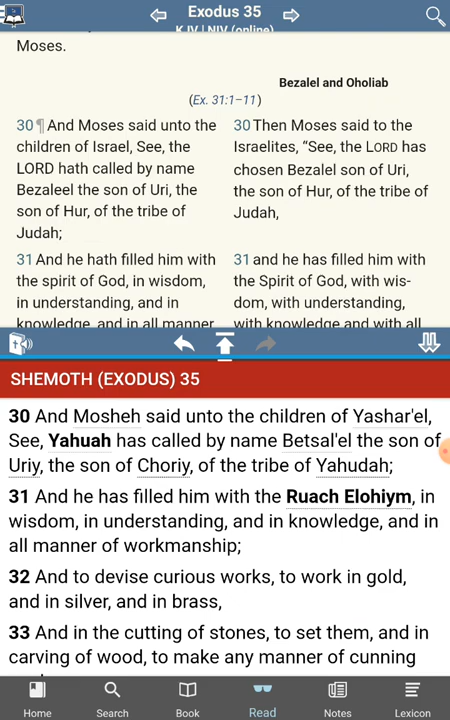 Exodus 35
KJV | NIV (online)
Moses.
Bezalel and Oholiab
(Ex. 31:1–11)
30 ¶ And Moses said unto the
children of Israel, See, the
LORD hath called by name
Bezaleel the son of Uri, the
son of Hur, of the tribe of
Judah;
30 Then Moses said to the
Israelites, “See, the LORD has
chosen Bezalel son of Uri,
the son of Hur, of the tribe of
Judah,
31 And he hath filled him with
the spirit of God, in wisdom,
in understanding, and in
knowledge, and in all manner
31 and he has filled him with
the Spirit of God, with wis-
dom, with understanding,
with knowledge and with all
SHEMOTH (EXODUS) 35
30 And Mosheh said unto the children of Yashar'el,
See, Yahuah has called by name Betsal'el the son of
Uriy, the son of Choriy, of the tribe of Yahudah;
31 And he has filled him with the Ruach Elohiym, in
wisdom, in understanding, and in knowledge, and in
all manner of workmanship;
32 And to devise curious works, to work in gold,
and in silver, and in brass,
33 And in the cutting of stones, to set them, and in
carving of wood, to make any manner of cunning
Home
Search
Book
Read
Notes
Lexicon